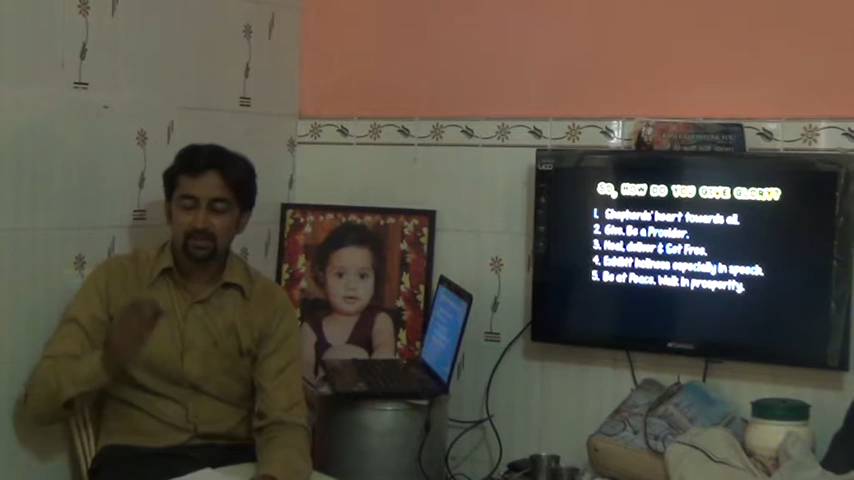 SO, HOW DO YOU GIVE GLORY?
1. Shepherds' heart towards all.
2. Give. Be a Provider.
3. Heal, deliver & Set Free.
4. Exhibit holiness especially in speech.
5. Be at Peace. Walk in prosperity.